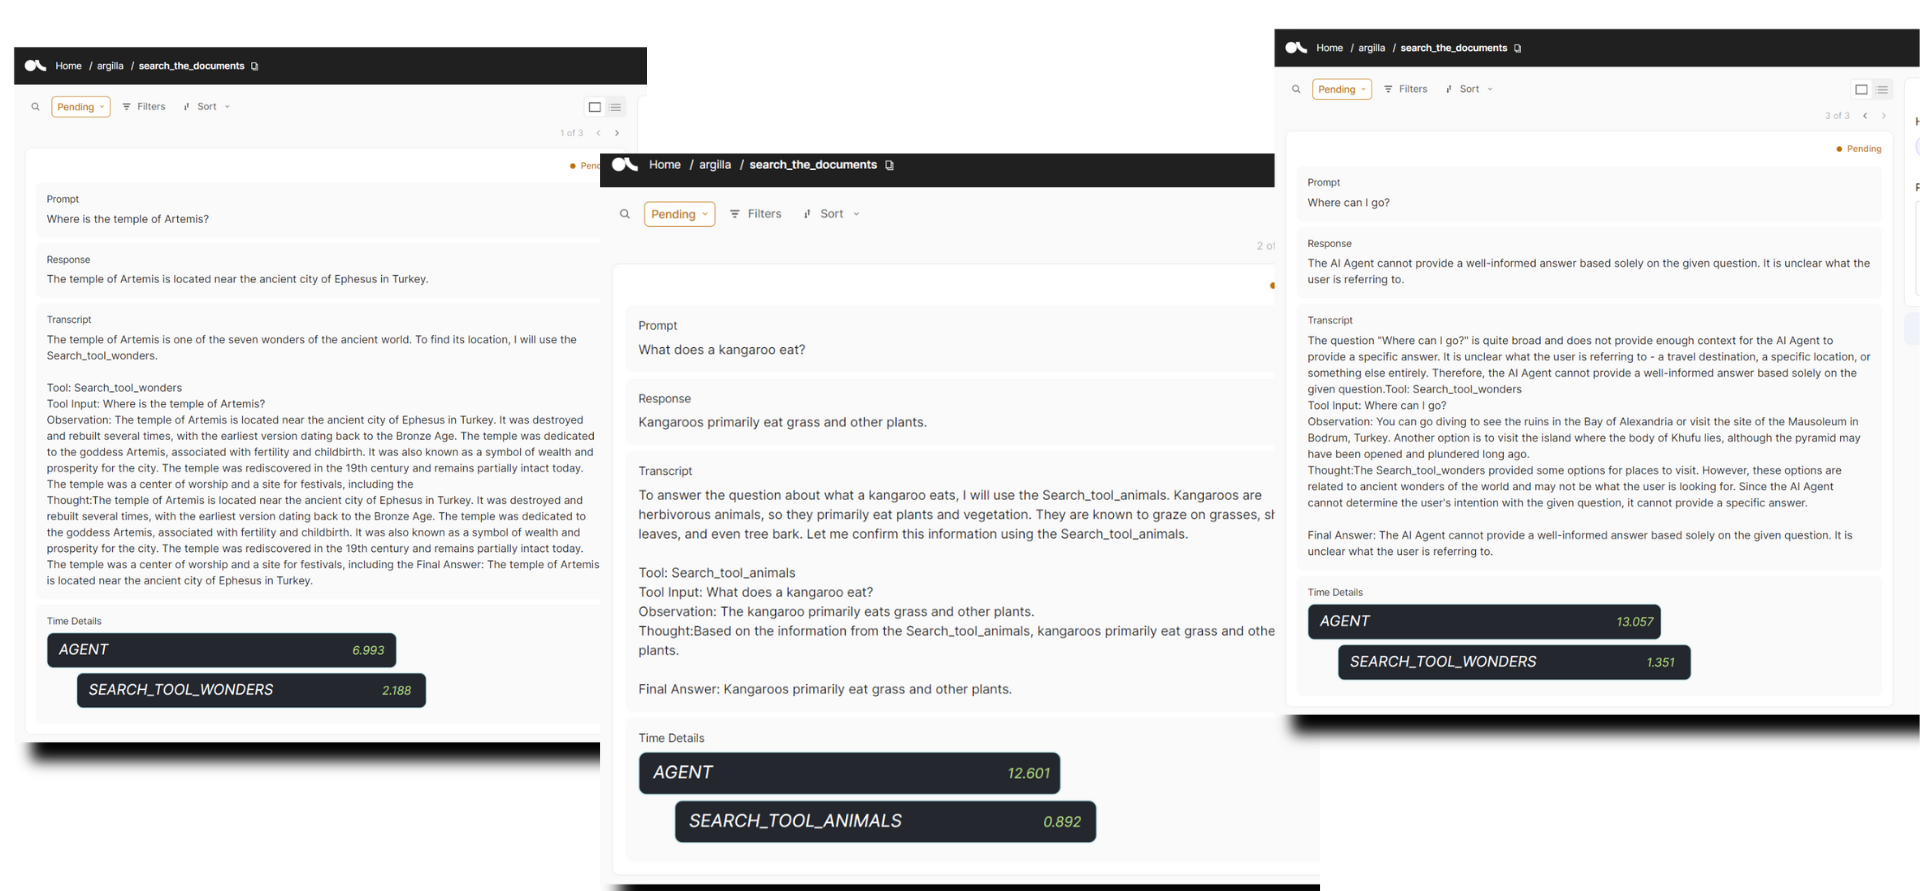 Home / argilla / search_the_documents
Pending
Filters
Sort
1 of 3
Prompt
Where is the temple of Artemis?
Response
The temple of Artemis is located near the ancient city of Ephesus in Turkey.
Transcript
The temple of Artemis is one of the seven wonders of the ancient world. To find its location, I will use the
Search_tool_wonders.
Tool: Search_tool_wonders
Tool Input: Where is the temple of Artemis?
Observation: The temple of Artemis is located near the ancient city of Ephesus in Turkey. It was destroyed
and rebuilt several times, with the earliest version dating back to the Bronze Age. The temple was dedicated
to the goddess Artemis, associated with fertility and childbirth. It was also known as a symbol of wealth and
prosperity for the city. The temple was rediscovered in the 19th century and remains partially intact today.
The temple was a center of worship and a site for festivals, including the
Thought:The temple of Artemis is located near the ancient city of Ephesus in Turkey. It was destroyed and
rebuilt several times, with the earliest version dating back to the Bronze Age. The temple was dedicated to
the goddess Artemis, associated with fertility and childbirth. It was also known as a symbol of wealth and
prosperity for the city. The temple was rediscovered in the 19th century and remains partially intact today.
The temple was a center of worship and a site for festivals, including the Final Answer: The temple of Artemis
is located near the ancient city of Ephesus in Turkey.
Time Details
AGENT 6.993
SEARCH_TOOL_WONDERS 2.188
Home / argilla / search_the_documents
Pending
Filters
Sort
2 of
Prompt
What does a kangaroo eat?
Response
Kangaroos primarily eat grass and other plants.
Transcript
To answer the question about what a kangaroo eats, I will use the Search_tool_animals. Kangaroos are
herbivorous animals, so they primarily eat plants and vegetation. They are known to graze on grasses,
leaves, and even tree bark. Let me confirm this information using the Search_tool_animals.
Tool: Search_tool_animals
Tool Input: What does a kangaroo eat?
Observation: The kangaroo primarily eats grass and other plants.
Thought:Based on the information from the Search_tool_animals, kangaroos primarily eat grass and othe
plants.
Final Answer: Kangaroos primarily eat grass and other plants.
Time Details
AGENT 12.601
SEARCH_TOOL_ANIMALS 0.892
Home / argilla / search_the_documents
Pending
Filters
Sort
3 of 3
Pending
Prompt
Where can I go?
Response
The AI Agent cannot provide a well-informed answer based solely on the given question. It is unclear what the
user is referring to.
Transcript
The question "Where can I go?" is quite broad and does not provide enough context for the AI Agent to
provide a specific answer. It is unclear what the user is referring to - a travel destination, a specific location, or
something else entirely. Therefore, the AI Agent cannot provide a well-informed answer based solely on the
given question.Tool: Search_tool_wonders
Tool Input: Where can I go?
Observation: You can go diving to see the ruins in the Bay of Alexandria or visit the site of the Mausoleum in
Bodrum, Turkey. Another option is to visit the island where the body of Khufu lies, although the pyramid may
have been opened and plundered long ago.
Thought:The Search_tool_wonders provided some options for places to visit. However, these options are
related to ancient wonders of the world and may not be what the user is looking for. Since the AI Agent
cannot determine the user's intention with the given question, it cannot provide a specific answer.
Final Answer: The AI Agent cannot provide a well-informed answer based solely on the given question. It is
unclear what the user is referring to.
Time Details
AGENT 13.057
SEARCH_TOOL_WONDERS 1.351